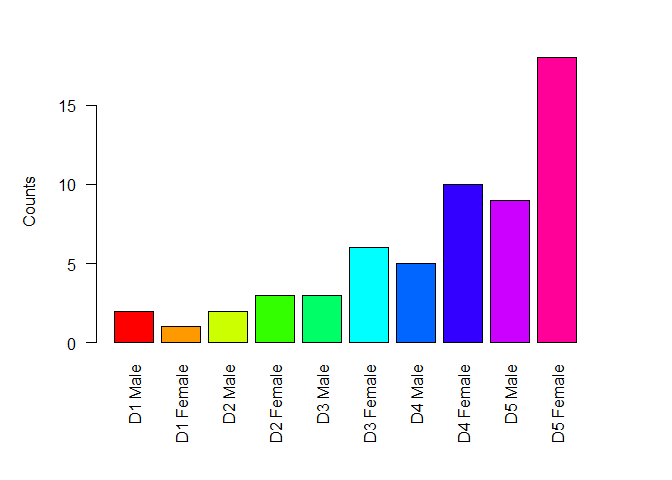 Counts
15
10
5
0
D1 Male
D1 Female
D2 Male
D2 Female
D3 Male
D3 Female
D4 Male
D4 Female
D5 Male
D5 Female